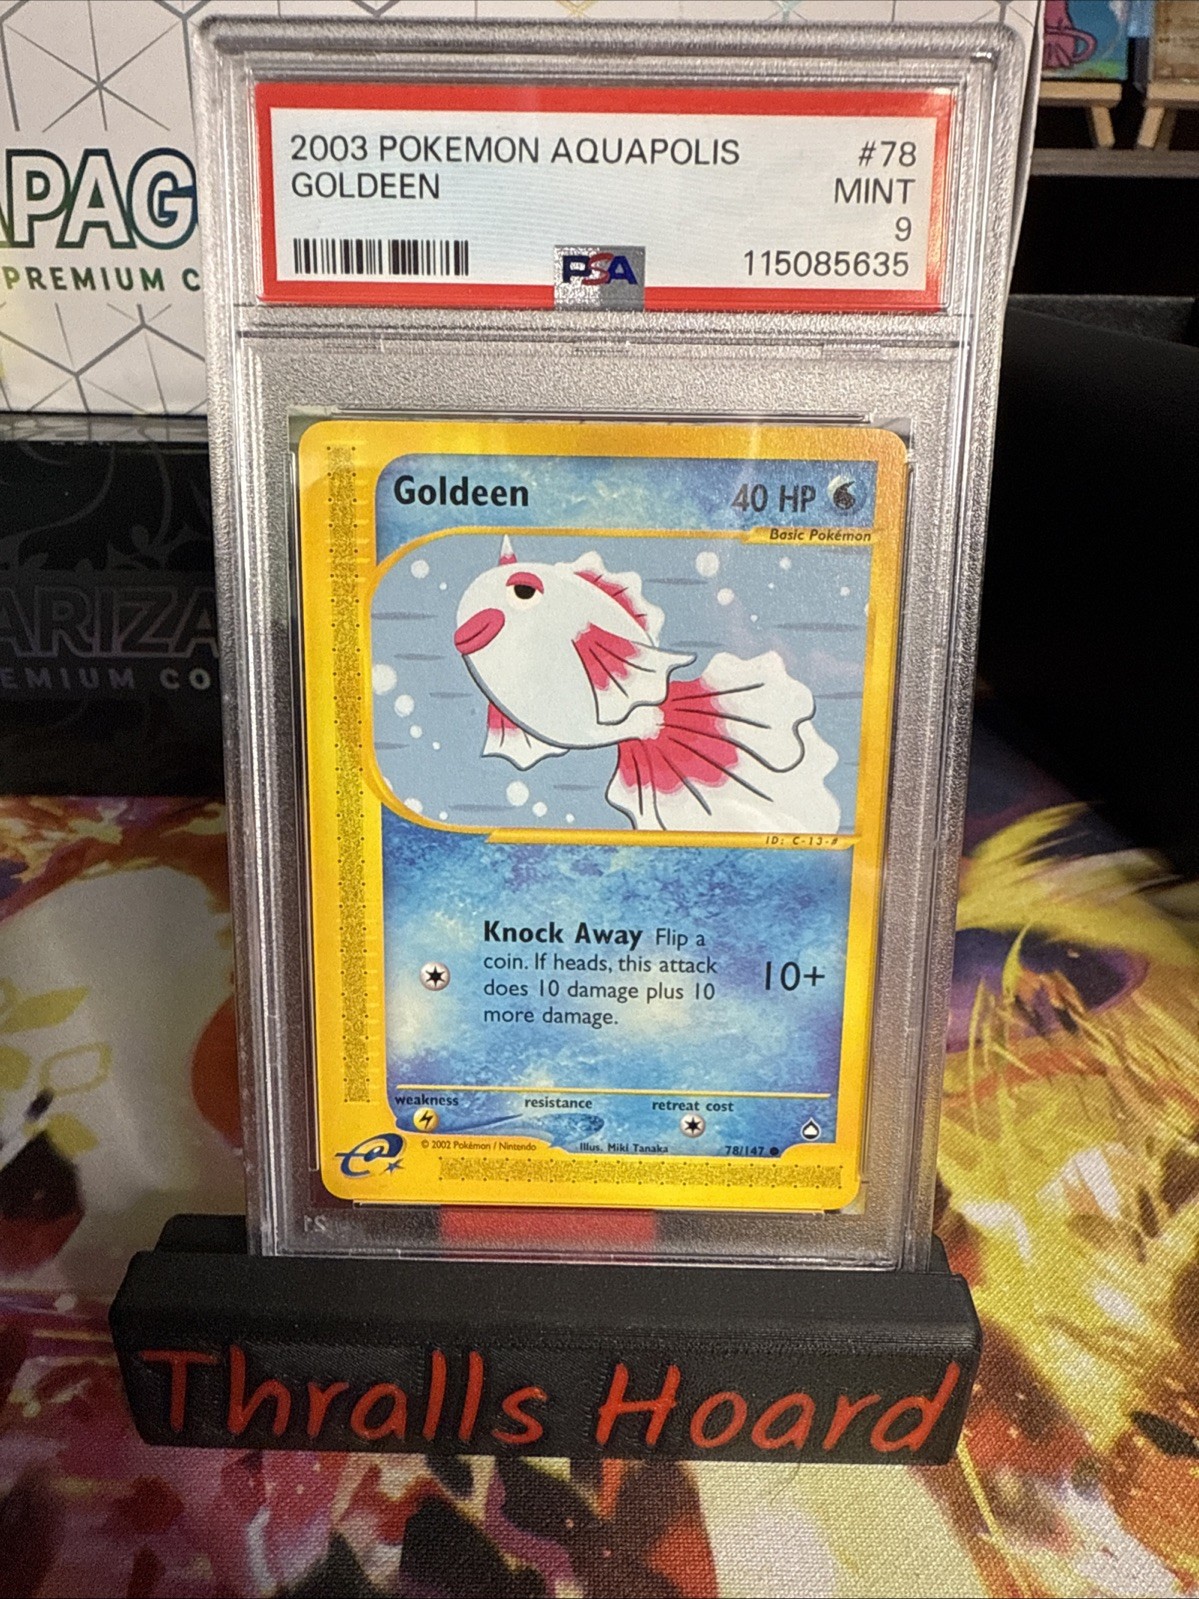 PAG
PREMIUM C
ARIZA
EMIUM CO
2003 POKEMON AQUAPOLIS #78
GOLDEEN MINT
9
PSA 115085635
Goldeen 40 HP
Basic Pokémon
ID: C-13-#
Knock Away Flip a
coin. If heads, this attack
does 10 damage plus 10
more damage.
10+
weakness resistance retreat cost
© 2002 Pokémon / Nintendo Illus. Miki Tanaka 78/147
e
Thralls Hoard